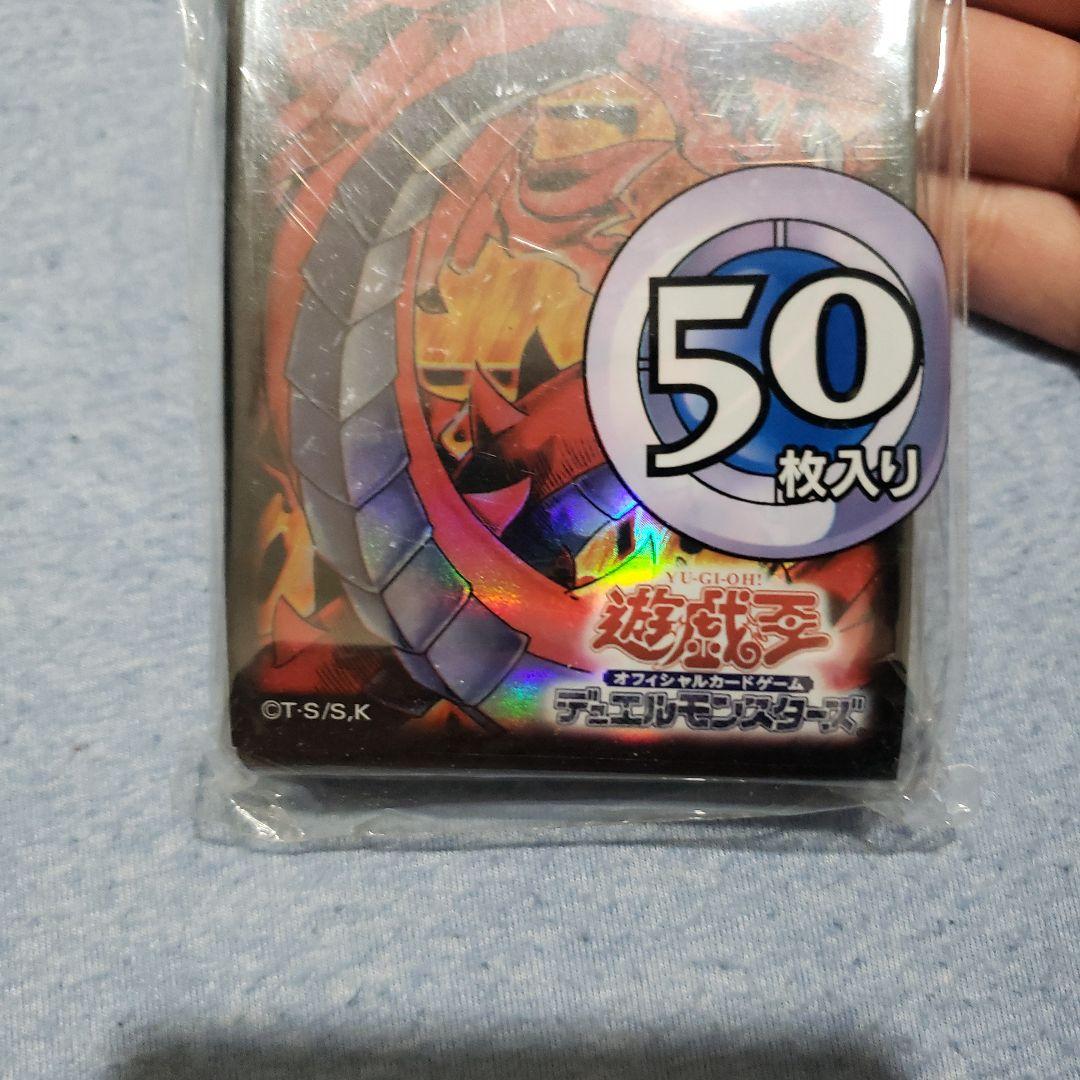 50
枚入り
YU-GI-OH!
遊戯王
オフィシャルカードゲーム
デュエルモンスターズ
©T·S/S,K